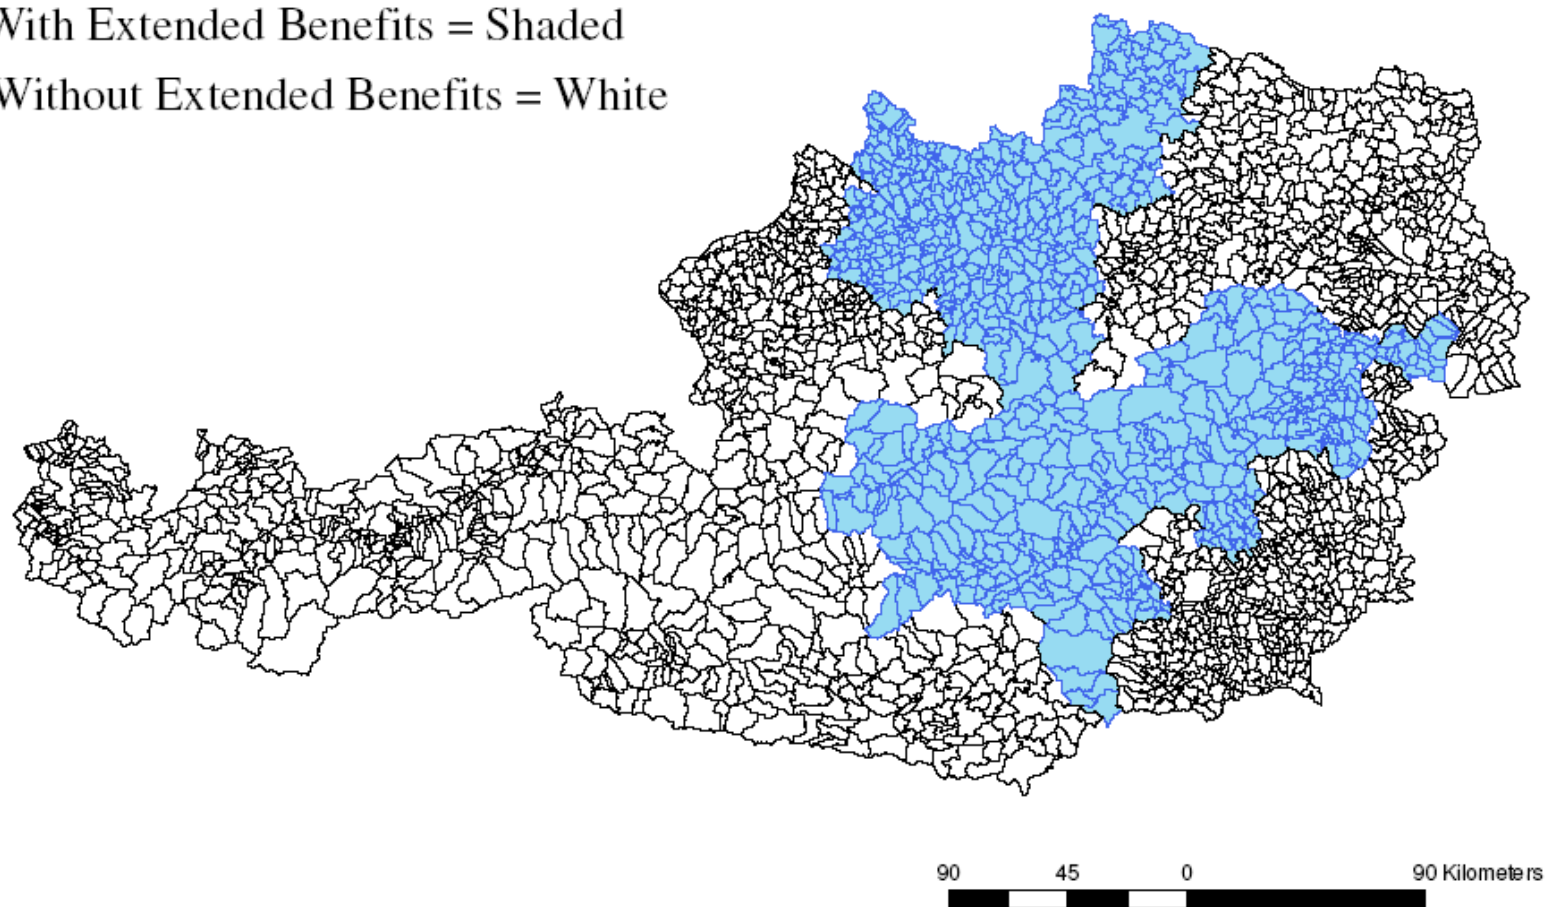 With Extended Benefits = Shaded
Without Extended Benefits = White
90 45 0 90 Kilometers